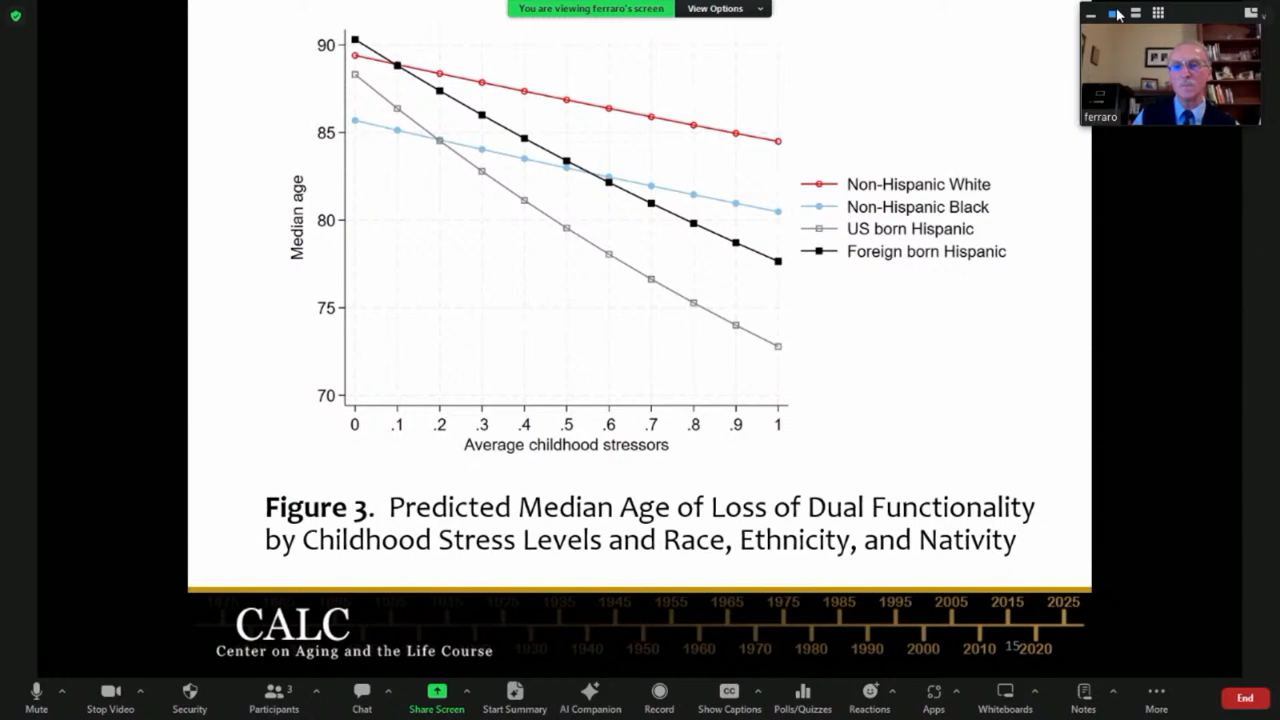 You are viewing ferraro's screen
View Options
ferraro
90
85
80
75
70
Median age
0 .1 .2 .3 .4 .5 .6 .7 .8 .9 1
Average childhood stressors
Non-Hispanic White
Non-Hispanic Black
US born Hispanic
Foreign born Hispanic
Figure 3. Predicted Median Age of Loss of Dual Functionality
by Childhood Stress Levels and Race, Ethnicity, and Nativity
CALC
Center on Aging and the Life Course
1935 1945 1955 1965 1975 1985 1995 2005 2015 2025
1930 1940 1950 1960 1970 1980 1990 2000 2010 15 2020
Mute
Stop Video
Security
Participants
3
Chat
Share Screen
Start Summary
AI Companion
Record
CC
Show Captions
Polls/Quizzes
Reactions
Apps
Whiteboards
Notes
More
End